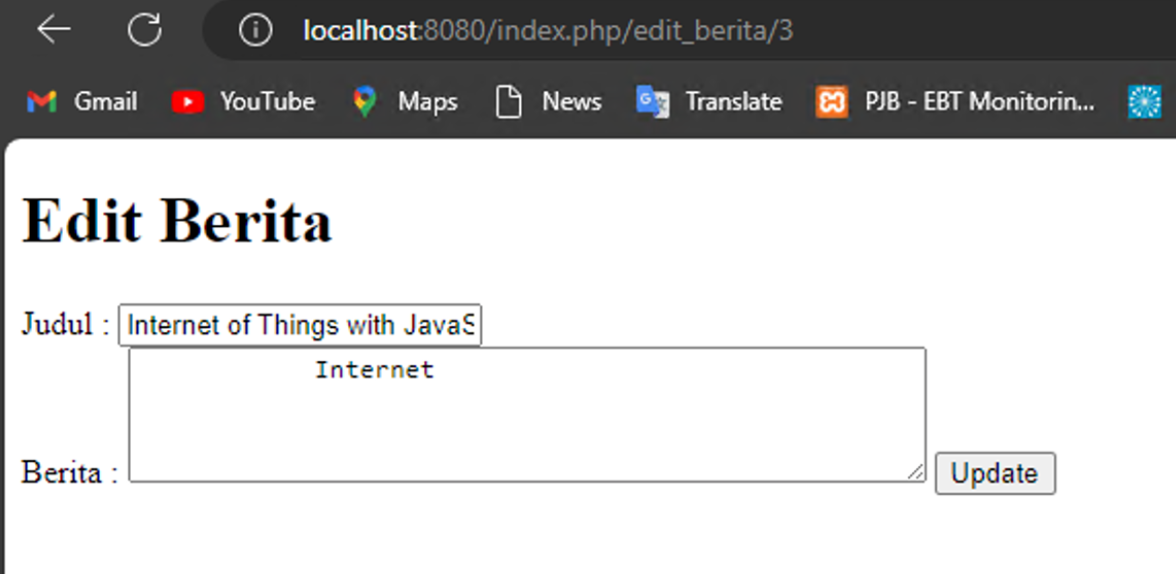 localhost:8080/index.php/edit_berita/3
Gmail YouTube Maps News Translate PJB - EBT Monitorin...
Edit Berita
Judul : Internet of Things with JavaS
Internet
Berita : Update